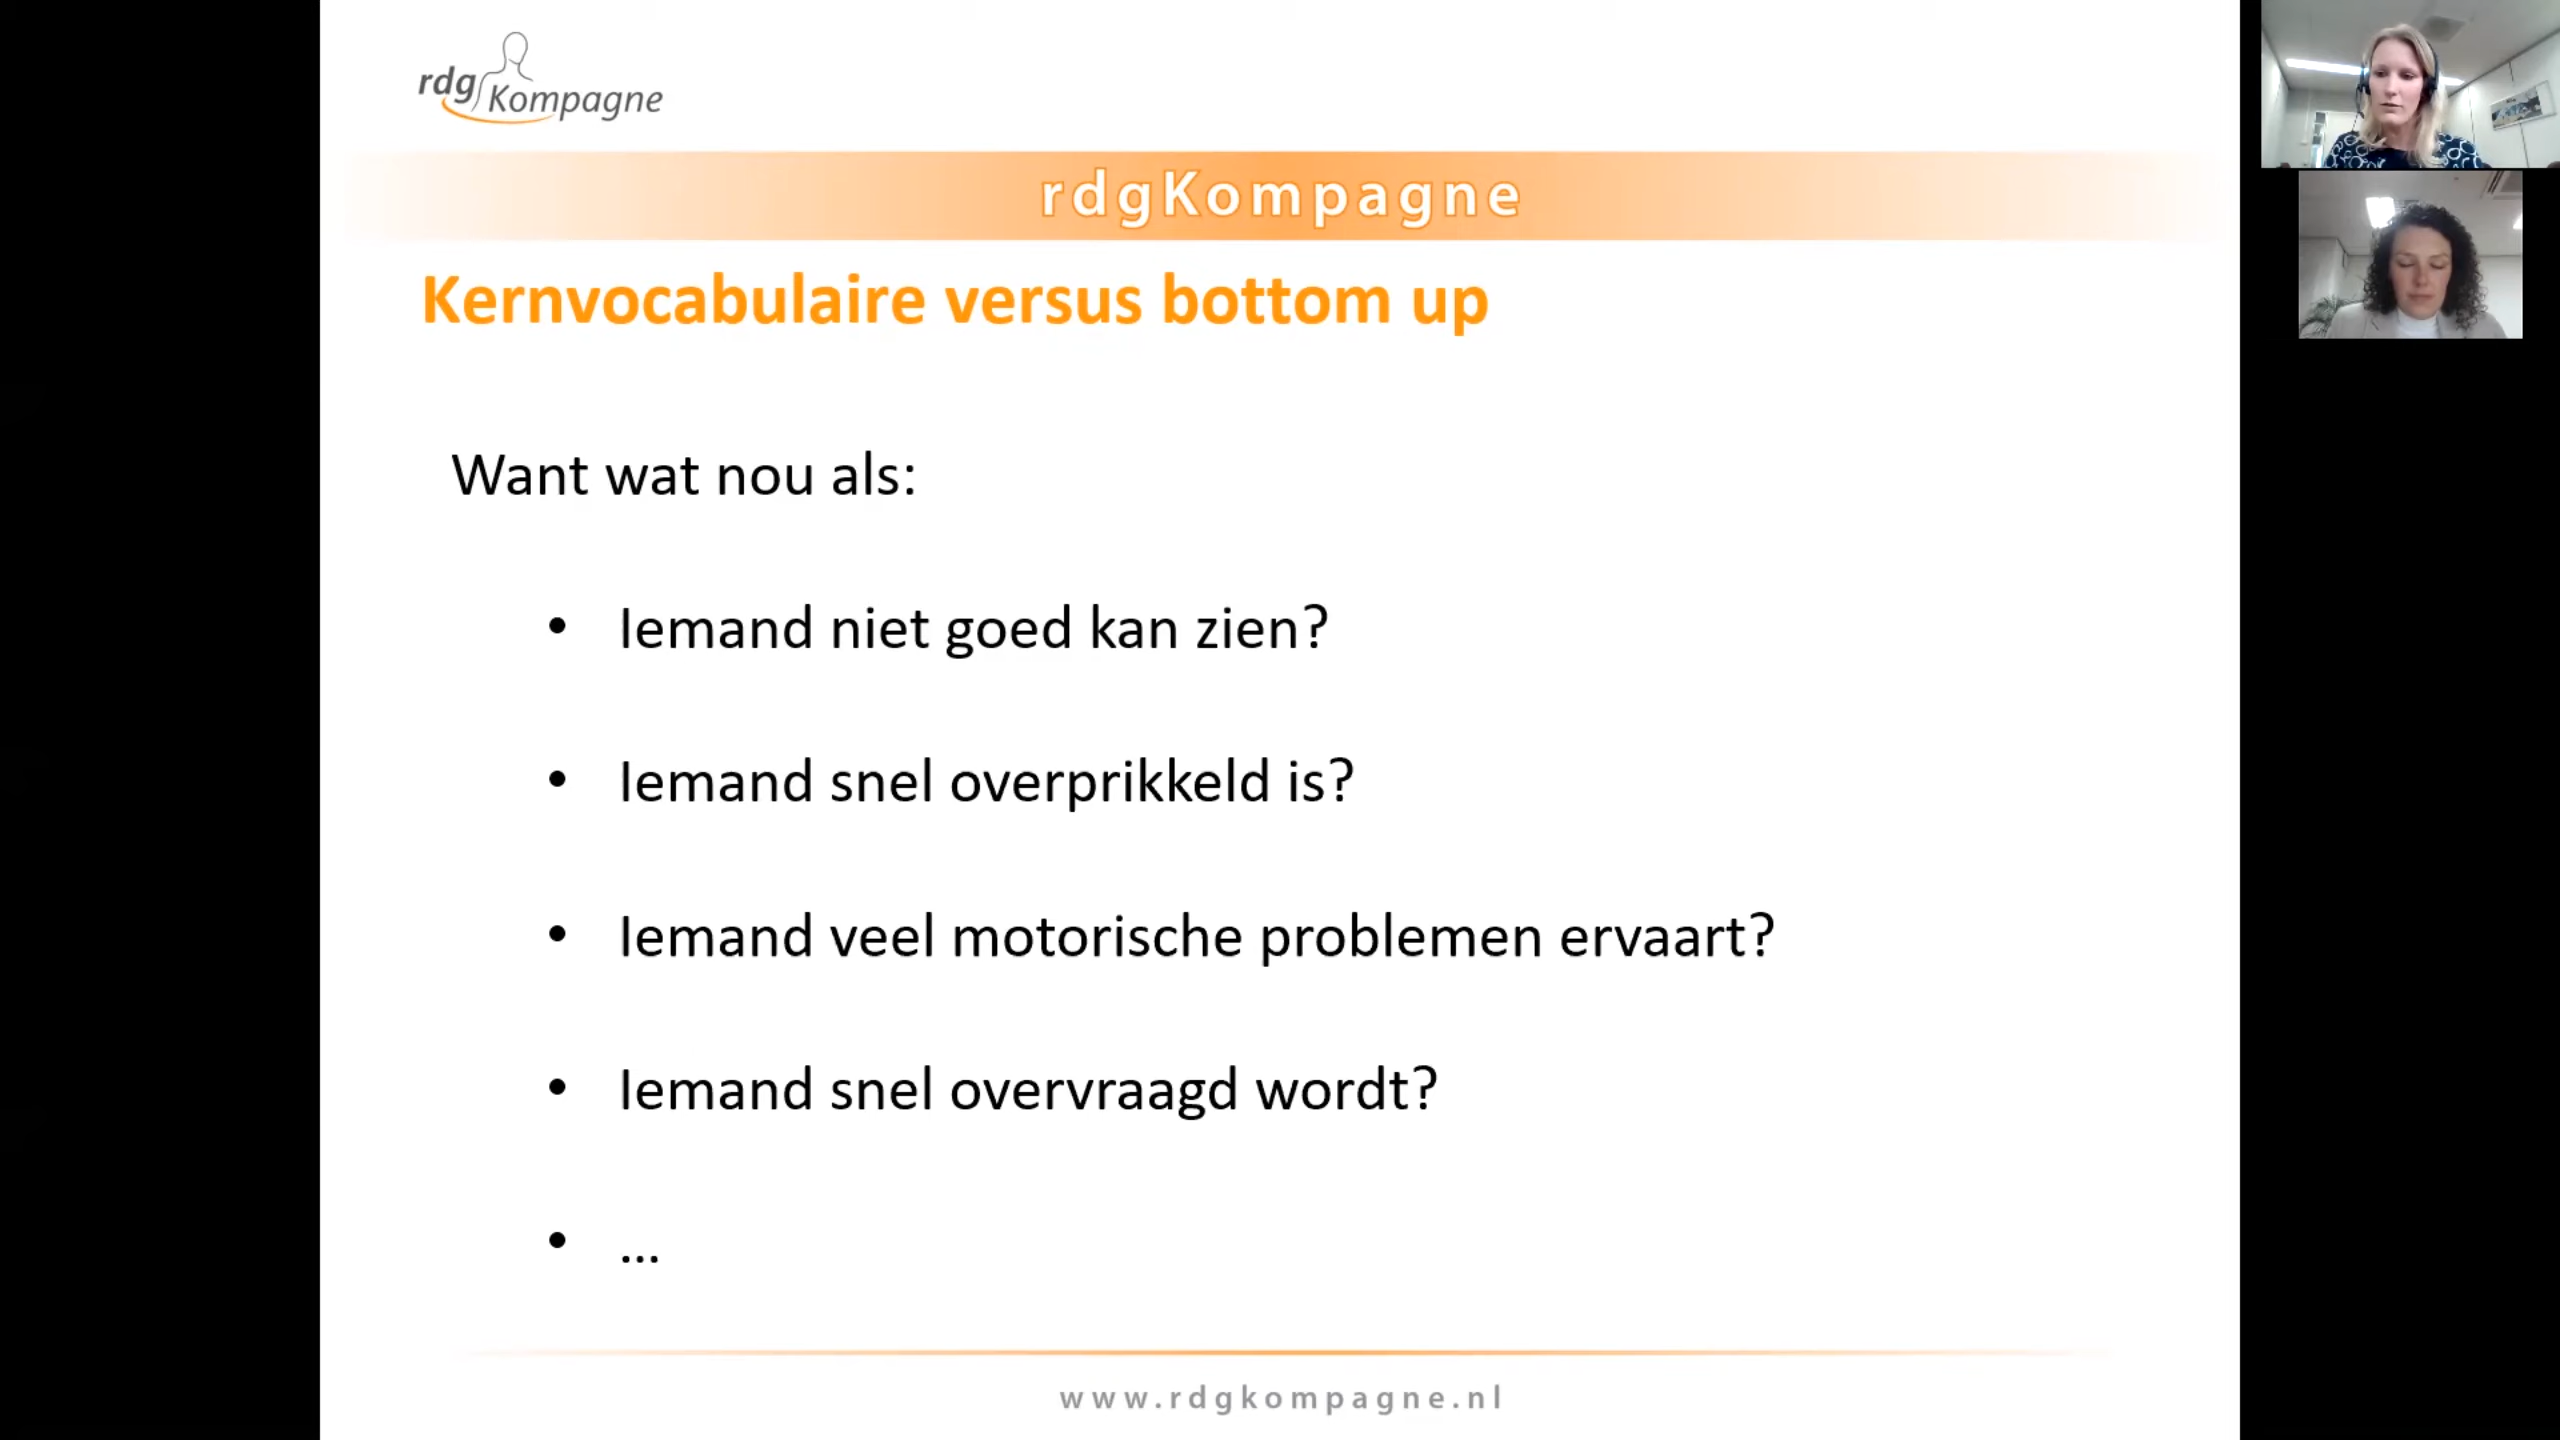 rdg Kompagne
rdgKompagne
Kernvocabulaire versus bottom up
Want wat nou als:
• Iemand niet goed kan zien?
• Iemand snel overprikkeld is?
• Iemand veel motorische problemen ervaart?
• Iemand snel overvraagd wordt?
• ...
www.rdgkompagne.nl